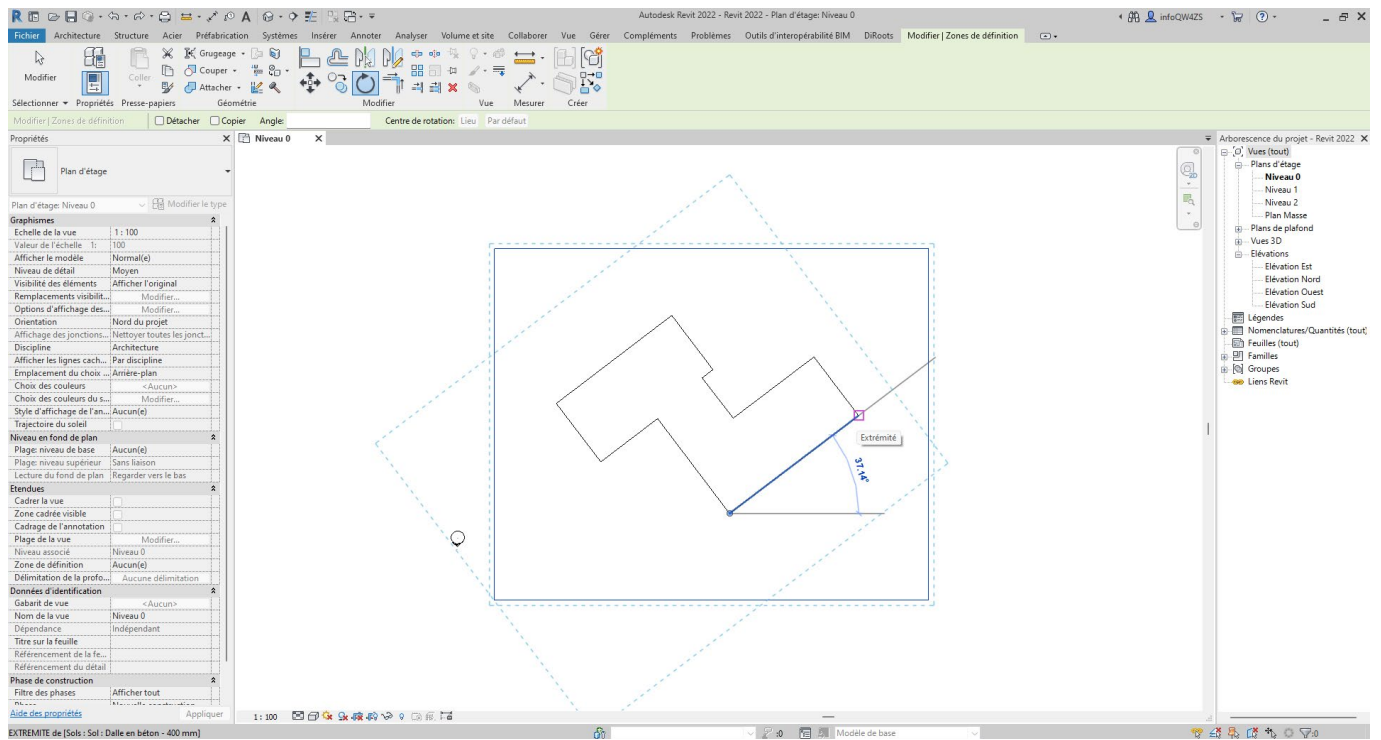 Autodesk Revit 2022 - Revit 2022 - Plan d'étage: Niveau 0
infoQW4ZS
Fichier Architecture Structure Acier Préfabrication Systèmes Insérer Annoter Analyser Volume et site Collaborer Vue Gérer Compléments Problèmes Outils d'interopérabilité BIM DiRoots Modifier | Zones de définition
Modifier
Coller
Grugeage
Couper
Attacher
Sélectionner Propriétés Presse-papiers Géométrie Modifier Vue Mesurer Créer
Modifier | Zones de définition Détacher Copier Angle: Centre de rotation: Lieu Par défaut
Propriétés
Plan d'étage
Plan d'étage: Niveau 0 Modifier le type
Graphismes
Echelle de la vue 1 : 100
Valeur de l'échelle 1: 100
Afficher le modèle Normal(e)
Niveau de détail Moyen
Visibilité des éléments Afficher l'original
Remplacements visibilit... Modifier...
Options d'affichage des... Modifier...
Orientation Nord du projet
Affichage des jonctions... Nettoyer toutes les jonct...
Discipline Architecture
Afficher les lignes cach... Par discipline
Emplacement du choix ... Arrière-plan
Choix des couleurs <Aucun>
Choix des couleurs du s... Modifier...
Style d'affichage de l'an... Aucun(e)
Trajectoire du soleil
Niveau en fond de plan
Plage: niveau de base Aucun(e)
Plage: niveau supérieur Sans liaison
Lecture du fond de plan Regarder vers le bas
Etendues
Cadrer la vue
Zone cadrée visible
Cadrage de l'annotation
Plage de la vue Modifier...
Niveau associé Niveau 0
Zone de définition Aucun(e)
Délimitation de la profo... Aucune délimitation
Données d'identification
Gabarit de vue <Aucun>
Nom de la vue Niveau 0
Dépendance Indépendant
Titre sur la feuille
Référencement de la fe...
Référencement du détail
Phase de construction
Filtre des phases Afficher tout
Aide des propriétés Appliquer
Niveau 0
2D
Extrémité
37.14°
1 : 100
Arborescence du projet - Revit 2022
Vues (tout)
Plans d'étage
Niveau 0
Niveau 1
Niveau 2
Plan Masse
Plans de plafond
Vues 3D
Elévations
Elévation Est
Elévation Nord
Elévation Ouest
Elévation Sud
Légendes
Nomenclatures/Quantités (tout)
Feuilles (tout)
Familles
Groupes
Liens Revit
EXTREMITE de [Sols : Sol : Dalle en béton - 400 mm] :0 Modèle de base :0